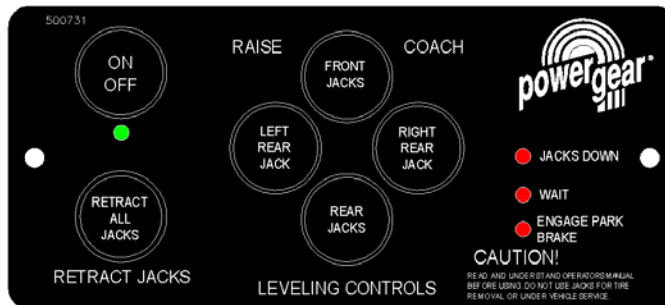 500731
ON
OFF
RAISE COACH
FRONT
JACKS
LEFT
REAR
JACK
RIGHT
REAR
JACK
REAR
JACKS
RETRACT
ALL
JACKS
RETRACT JACKS
LEVELING CONTROLS
powergear®
JACKS DOWN
WAIT
ENGAGE PARK
BRAKE
CAUTION!
READ AND UNDERSTAND OPERATORS MANUAL
BEFORE USING. DO NOT USE JACKS FOR TIRE
REMOVAL OR UNDER VEHICLE SERVICE.